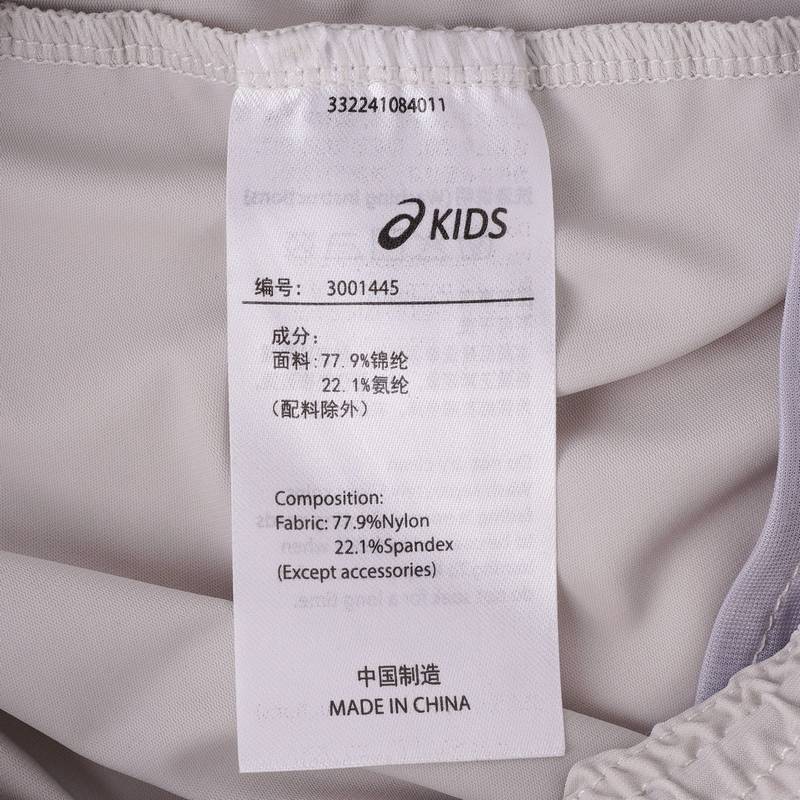 332241084011
KIDS
编号： 3001445
成分：
面料:77.9%锦纶
22.1%氨纶
（配料除外）
Composition:
Fabric: 77.9%Nylon
22.1%Spandex
(Except accessories)
中国制造
MADE IN CHINA